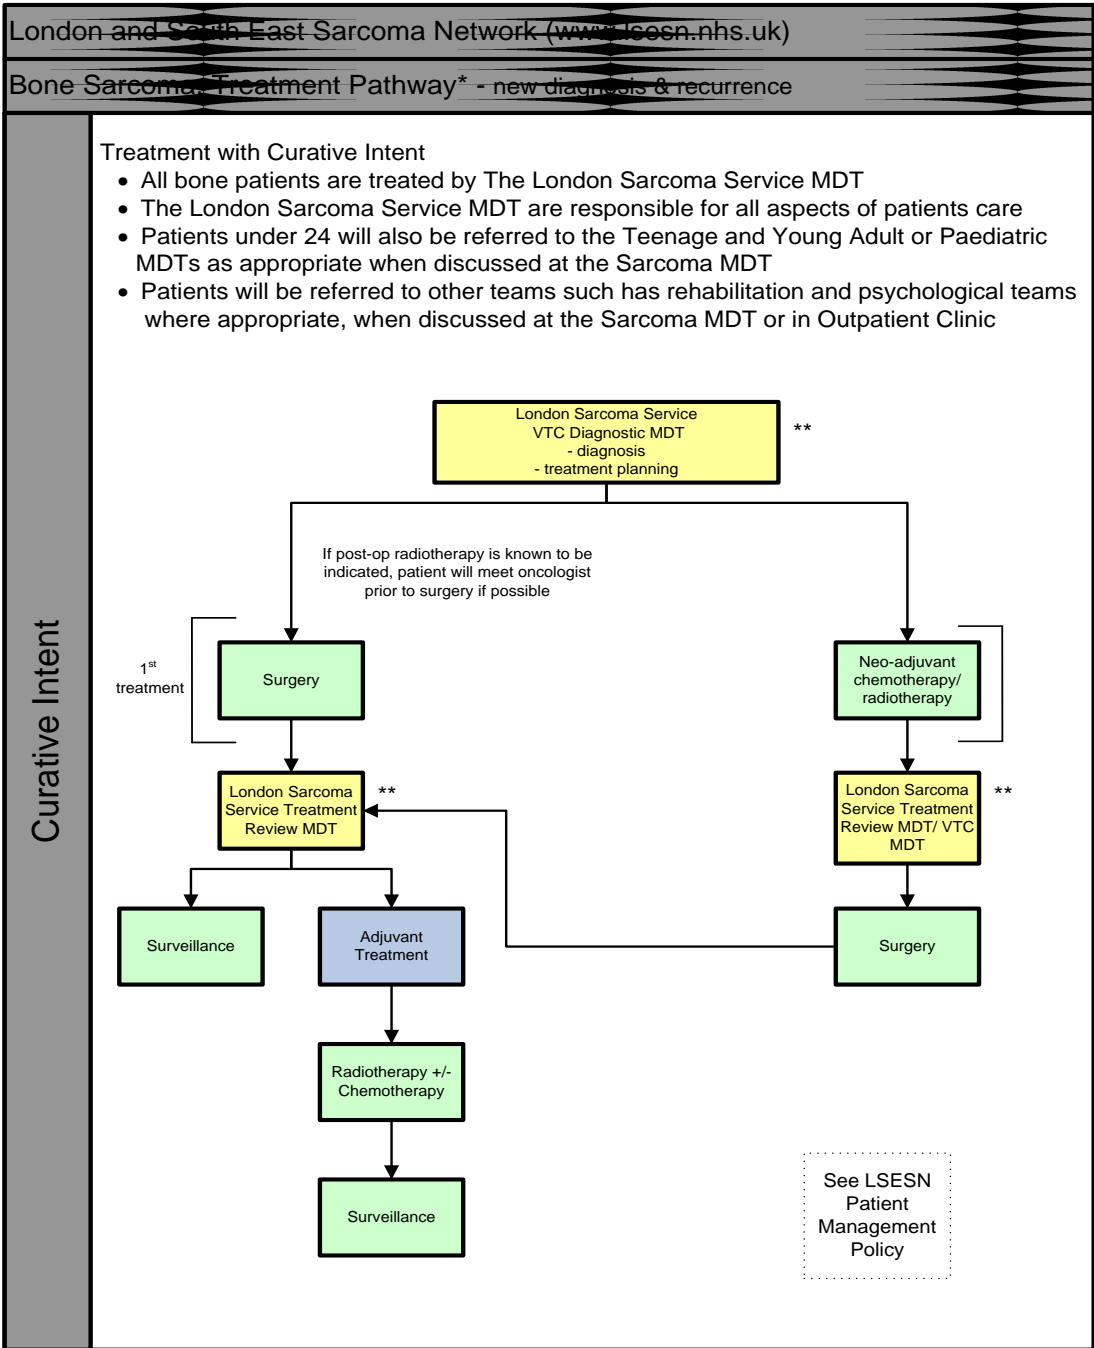 London and South East Sarcoma Network (www.lsesn.nhs.uk)
Bone Sarcoma: Treatment Pathway* - new diagnosis & recurrence
Curative Intent
Treatment with Curative Intent
• All bone patients are treated by The London Sarcoma Service MDT
• The London Sarcoma Service MDT are responsible for all aspects of patients care
• Patients under 24 will also be referred to the Teenage and Young Adult or Paediatric
MDTs as appropriate when discussed at the Sarcoma MDT
• Patients will be referred to other teams such has rehabilitation and psychological teams
where appropriate, when discussed at the Sarcoma MDT or in Outpatient Clinic
London Sarcoma Service
VTC Diagnostic MDT
- diagnosis
- treatment planning
**
If post-op radiotherapy is known to be
indicated, patient will meet oncologist
prior to surgery if possible
1st
treatment
Surgery
Neo-adjuvant
chemotherapy/
radiotherapy
London Sarcoma
Service Treatment
Review MDT
**
London Sarcoma
Service Treatment
Review MDT/ VTC
MDT
**
Surveillance
Adjuvant
Treatment
Surgery
Radiotherapy +/-
Chemotherapy
Surveillance
See LSESN
Patient
Management
Policy